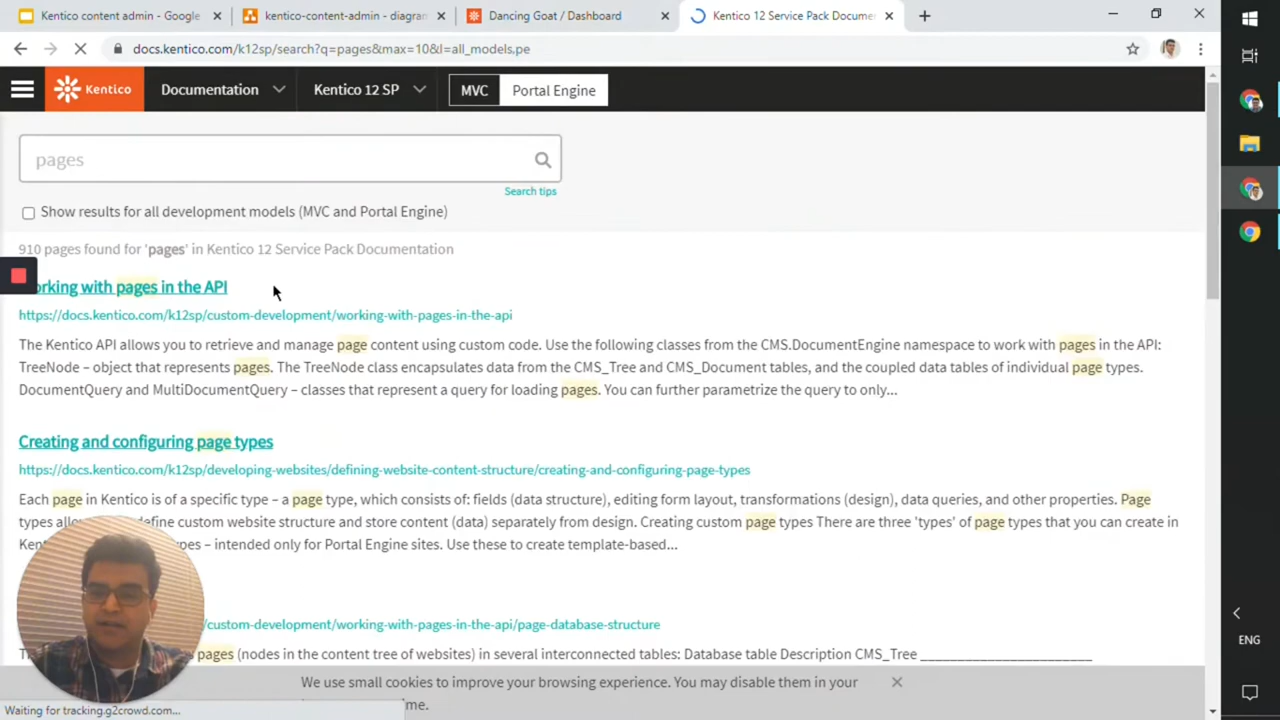 Kentico content admin - Google
kentico-content-admin - diagram
Dancing Goat / Dashboard
Kentico 12 Service Pack Documen
docs.kentico.com/k12sp/search?q=pages&max=10&l=all_models.pe
Kentico
Documentation
Kentico 12 SP
MVC
Portal Engine
pages
Search tips
Show results for all development models (MVC and Portal Engine)
910 pages found for 'pages' in Kentico 12 Service Pack Documentation
orking with pages in the API
https://docs.kentico.com/k12sp/custom-development/working-with-pages-in-the-api
The Kentico API allows you to retrieve and manage page content using custom code. Use the following classes from the CMS.DocumentEngine namespace to work with pages in the API:
TreeNode – object that represents pages. The TreeNode class encapsulates data from the CMS_Tree and CMS_Document tables, and the coupled data tables of individual page types.
DocumentQuery and MultiDocumentQuery – classes that represent a query for loading pages. You can further parametrize the query to only...
Creating and configuring page types
https://docs.kentico.com/k12sp/developing-websites/defining-website-content-structure/creating-and-configuring-page-types
Each page in Kentico is of a specific type – a page type, which consists of: fields (data structure), editing form layout, transformations (design), data queries, and other properties. Page
types allo define custom website structure and store content (data) separately from design. Creating custom page types There are three 'types' of page types that you can create in
Ken ypes – intended only for Portal Engine sites. Use these to create template-based...
/custom-development/working-with-pages-in-the-api/page-database-structure
pages (nodes in the content tree of websites) in several interconnected tables: Database table Description CMS_Tree
We use small cookies to improve your browsing experience. You may disable them in your
me.
Waiting for tracking.g2crowd.com...
ENG